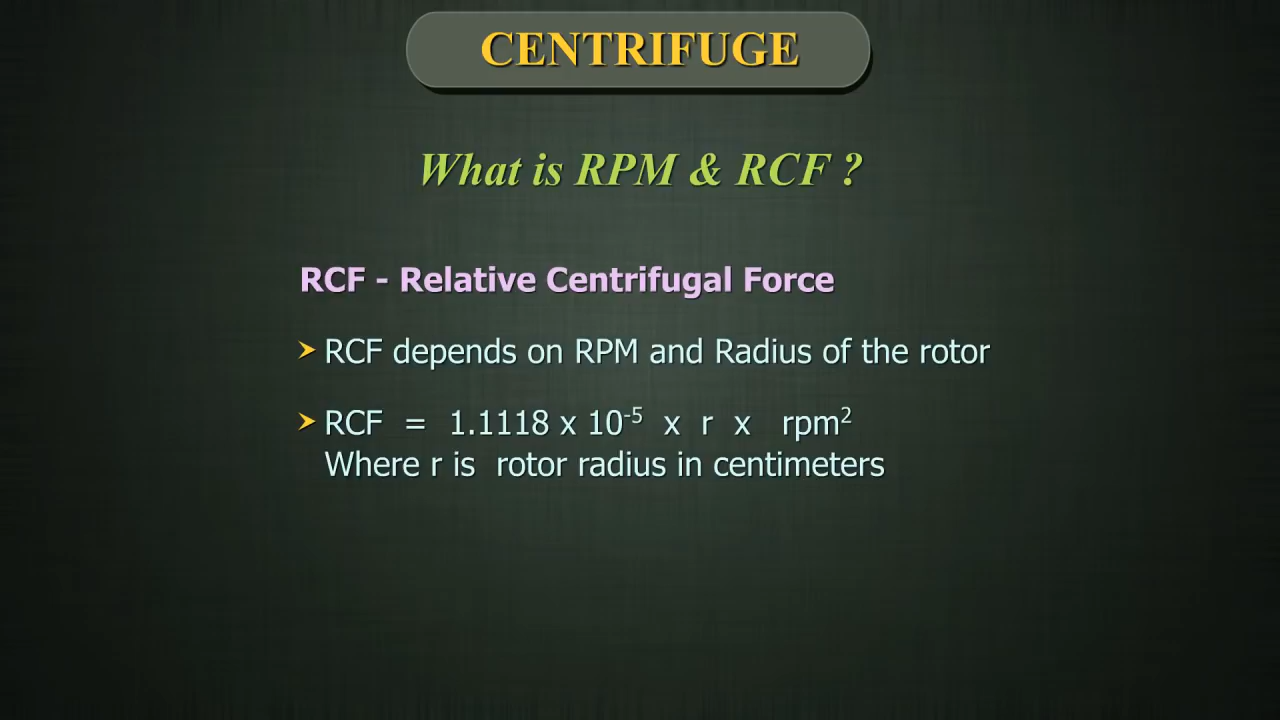 CENTRIFUGE
What is RPM & RCF ?
RCF - Relative Centrifugal Force
➤ RCF depends on RPM and Radius of the rotor
➤ RCF = 1.1118 x 10⁻⁵ x r x rpm²
Where r is rotor radius in centimeters